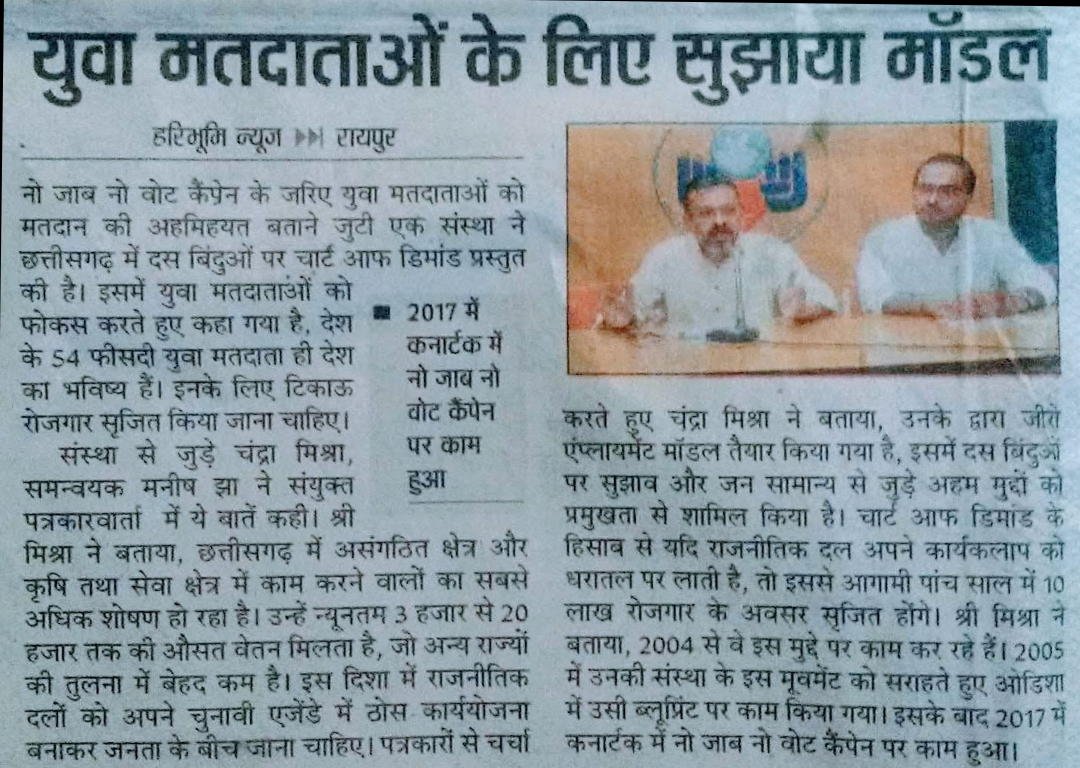 युवा मतदाताओं के लिए सुझाया मॉडल
हरिभूमि न्यूज ▶▶| रायपुर
नो जाब नो वोट कैंप्रेन के जरिए युवा मतदाताओं को
मतदान की अहमिहयत बताने जुटी एक संस्था ने
छत्तीसगढ़ में दस बिंदुओं पर चार्ट आफ डिमांड प्रस्तुत
की है। इसमें युवा मतदाताओं को
फोकस करते हुए कहा गया है, देश
के 54 फीसदी युवा मतदाता ही देश
का भविष्य हैं। इनके लिए टिकाऊ
रोजगार सृजित किया जाना चाहिए।
संस्था से जुड़े चंद्रा मिश्रा,
समन्वयक मनीष झा ने संयुक्त
पत्रकारवार्ता में ये बातें कही। श्री
मिश्रा ने बताया, छत्तीसगढ़ में असंगठित क्षेत्र और
कृषि तथा सेवा क्षेत्र में काम करने वालों का सबसे
अधिक शोषण हो रहा है। उन्हें न्यूनतम 3 हजार से 20
हजार तक की औसत वेतन मिलता है, जो अन्य राज्यों
की तुलना में बेहद कम है। इस दिशा में राजनीतिक
दलों को अपने चुनावी एजेंडे में ठोस कार्ययोजना
बनाकर जनता के बीच जाना चाहिए। पत्रकारों से चर्चा
■ 2017 में
कनार्टक में
नो जाब नो
वोट कैंपेन
पर काम
हुआ
करते हुए चंद्रा मिश्रा ने बताया, उनके द्वारा जीरो
एंप्लायमेंट मॉडल तैयार किया गया है, इसमें दस बिंदुओं
पर सुझाव और जन सामान्य से जुड़े अहम मुद्दों को
प्रमुखता से शामिल किया है। चार्ट आफ डिमांड के
हिसाब से यदि राजनीतिक दल अपने कार्यकलाप को
धरातल पर लाती है, तो इससे आगामी पांच साल में 10
लाख रोजगार के अवसर सृजित होंगे। श्री मिश्रा ने
बताया, 2004 से वे इस मुद्दे पर काम कर रहे हैं। 2005
में उनकी संस्था के इस मूवमेंट को सराहते हुए ओडिशा
में उसी ब्लूप्रिंट पर काम किया गया। इसके बाद 2017 में
कनार्टक में नो जाब नो वोट कैंपेन पर काम हुआ।